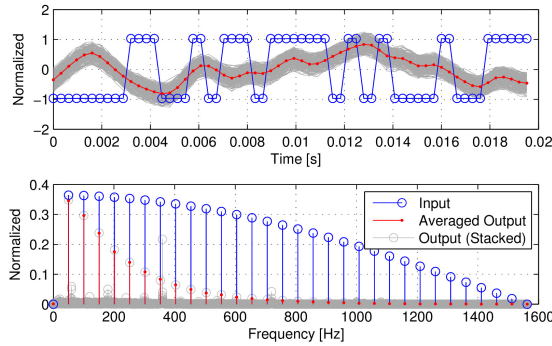 2
1
0
-1
-2
Normalized
0 0.002 0.004 0.006 0.008 0.01 0.012 0.014 0.016 0.018 0.02
Time [s]
0.4
0.3
0.2
0.1
0
Normalized
Input
Averaged Output
Output (Stacked)
0 200 400 600 800 1000 1200 1400 1600
Frequency [Hz]